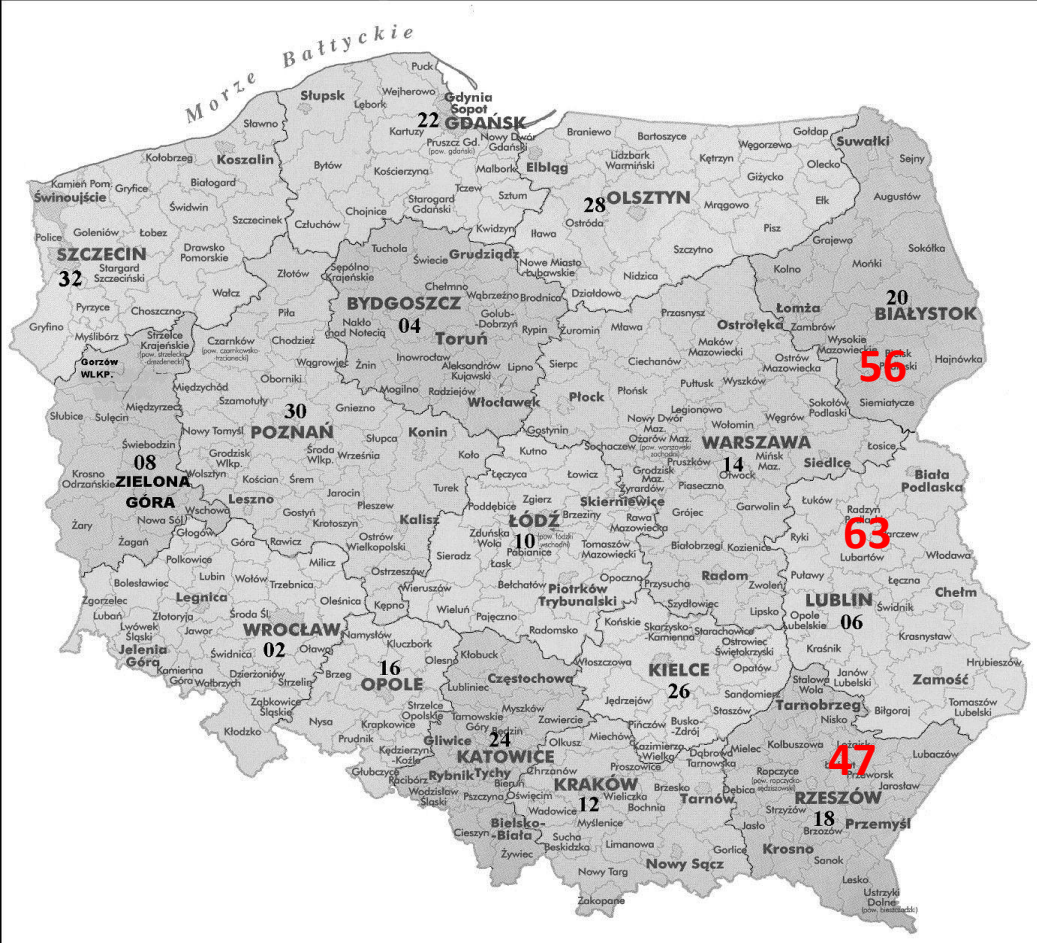 Morze Bałtyckie
Puck
Słupsk
Wejherowo
Lębork
Gdynia
Sopot
22
GDAŃSK
Sławno
Kartuzy
Pruszcz Gd.
(pow. gdański)
Nowy Dwór
Gdański
Kołobrzeg
Koszalin
Bytów
Kościerzyna
Malbork
Elbląg
Braniewo
Bartoszyce
Gołdap
Węgorzewo
Suwałki
Lidzbark
Warmiński
Kętrzyn
Sejny
Olecko
Giżycko
Kamień Pom.
Gryfice
Białogard
Świnoujście
Świdwin
Tczew
Sztum
Starogard
Gdański
28
OLSZTYN
Mrągowo
Ełk
Augustów
Police
Goleniów
Łobez
Szczecinek
Człuchów
Chojnice
Kwidzyn
Iława
Ostróda
Pisz
SZCZECIN
Drawsko
Pomorskie
Tuchola
Świecie
Grudziądz
Nowe Miasto
Lubawskie
Szczytno
Grajewo
Sokółka
32
Stargard
Szczeciński
Złotów
Sępólno
Krajeńskie
Nidzica
Kolno
Mońki
Wałcz
Chełmno
Wąbrzeźno
Brodnica
Działdowo
Pyrzyce
Choszczno
BYDGOSZCZ
04
Golub-
Dobrzyń
Przasnysz
Łomża
20
BIAŁYSTOK
Gryfino
Myślibórz
Strzelce
Krajeńskie
(pow. strzelecko-
-drezdenecki)
Piła
Nakło
nad Notecią
Toruń
Rypin
Żuromin
Mława
Ostrołęka
Zambrów
Czarnków
(pow. czarnkowsko-
-trzcianecki)
Chodzież
Maków
Mazowiecki
Wysokie
Mazowieckie
Gorzów
WLKP.
Wągrowiec
Żnin
Inowrocław
Aleksandrów
Kujawski
Lipno
Sierpc
Ciechanów
Ostrów
Mazowiecka
56
Hajnówka
Międzychód
Oborniki
Mogilno
Radziejów
Włocławek
Płock
Płońsk
Pułtusk
Wyszków
Szamotuły
30
Gniezno
Sokołów
Podlaski
Siemiatycze
Słubice
Sulęcin
Międzyrzecz
Legionowo
Nowy Dwór
Maz.
Wołomin
Węgrów
Nowy Tomyśl
POZNAŃ
Słupca
Konin
Gostynin
Sochaczew
Ożarów Maz.
(pow. warszawski
zachodni)
WARSZAWA
14
Łosice
Świebodzin
08
Grodzisk
Wlkp.
Środa
Wlkp.
Września
Koło
Kutno
Pruszków
Mińsk
Maz.
Siedlce
Krosno
Odrzańskie
ZIELONA
GÓRA
Wolsztyn
Kościan
Śrem
Łęczyca
Łowicz
Grodzisk
Maz.
Żyrardów
Piaseczno
Otwock
Biała
Podlaska
Leszno
Jarocin
Turek
Zgierz
Skierniewice
Łuków
Nowa Sól
Wschowa
Gostyń
Pleszew
Poddębice
Brzeziny
Rawa
Mazowiecka
Grójec
Garwolin
Radzyń
Żary
Głogów
Krotoszyn
Kalisz
ŁÓDŹ
10
(pow. łódzki
wschodni)
63
Żagań
Góra
Rawicz
Ostrów
Wielkopolski
Sieradz
Zduńska
Wola
Pabianice
Tomaszów
Mazowiecki
Białobrzegi
Kozienice
Ryki
Lubartów
Włodawa
Polkowice
Milicz
Łask
Bolesławiec
Lubin
Wołów
Trzebnica
Ostrzeszów
Wieruszów
Bełchatów
Opoczno
Przysucha
Radom
Zwoleń
Puławy
Łęczna
Zgorzelec
Legnica
Oleśnica
Kępno
Piotrków
Trybunalski
LUBLIN
06
Chełm
Lubań
Złotoryja
Środa Śl.
Wieluń
Pajęczno
Szydłowiec
Lipsko
Opole
Lubelskie
Świdnik
Lwówek
Śląski
Jawor
WROCŁAW
02
Namysłów
Radomsko
Końskie
Skarżysko-
-Kamienna
Starachowice
Ostrowiec
Świętokrzyski
Krasnystaw
Jelenia
Góra
Świdnica
Oława
Kluczbork
Kraśnik
Kamienna
Góra
Wałbrzych
Dzierżoniów
Strzelin
Brzeg
16
OPOLE
Olesno
Kłobuck
Włoszczowa
KIELCE
26
Opatów
Janów
Lubelski
Hrubieszów
Lubliniec
Częstochowa
Sandomierz
Stalowa
Wola
Zamość
Ząbkowice
Śląskie
Strzelce
Opolskie
Myszków
Jędrzejów
Staszów
Tarnobrzeg
Biłgoraj
Tomaszów
Lubelski
Kłodzko
Nysa
Krapkowice
Tarnowskie
Góry
Zawiercie
Pińczów
Busko-
Zdrój
Nisko
Prudnik
Gliwice
24
Będzin
Olkusz
Miechów
Kazimierza
Wielka
Dąbrowa
Tarnowska
Mielec
Kolbuszowa
47
Lubaczów
Kędzierzyn-
-Koźle
KATOWICE
Proszowice
Głubczyce
Racibórz
Rybnik
Tychy
Chrzanów
KRAKÓW
12
Ropczyce
(pow. ropczycko-
-sędziszowski)
Przeworsk
Jarosław
Wodzisław
Śląski
Bieruń
Oświęcim
Wieliczka
Brzesko
Tarnów
Dębica
RZESZÓW
18
Pszczyna
Wadowice
Bochnia
Strzyżów
Przemyśl
Cieszyn
Bielsko-
-Biała
Myślenice
Jasło
Brzozów
Sucha
Beskidzka
Limanowa
Gorlice
Krosno
Żywiec
Nowy Sącz
Sanok
Nowy Targ
Lesko
Zakopane
Ustrzyki
Dolne
(pow. bieszczadzki)